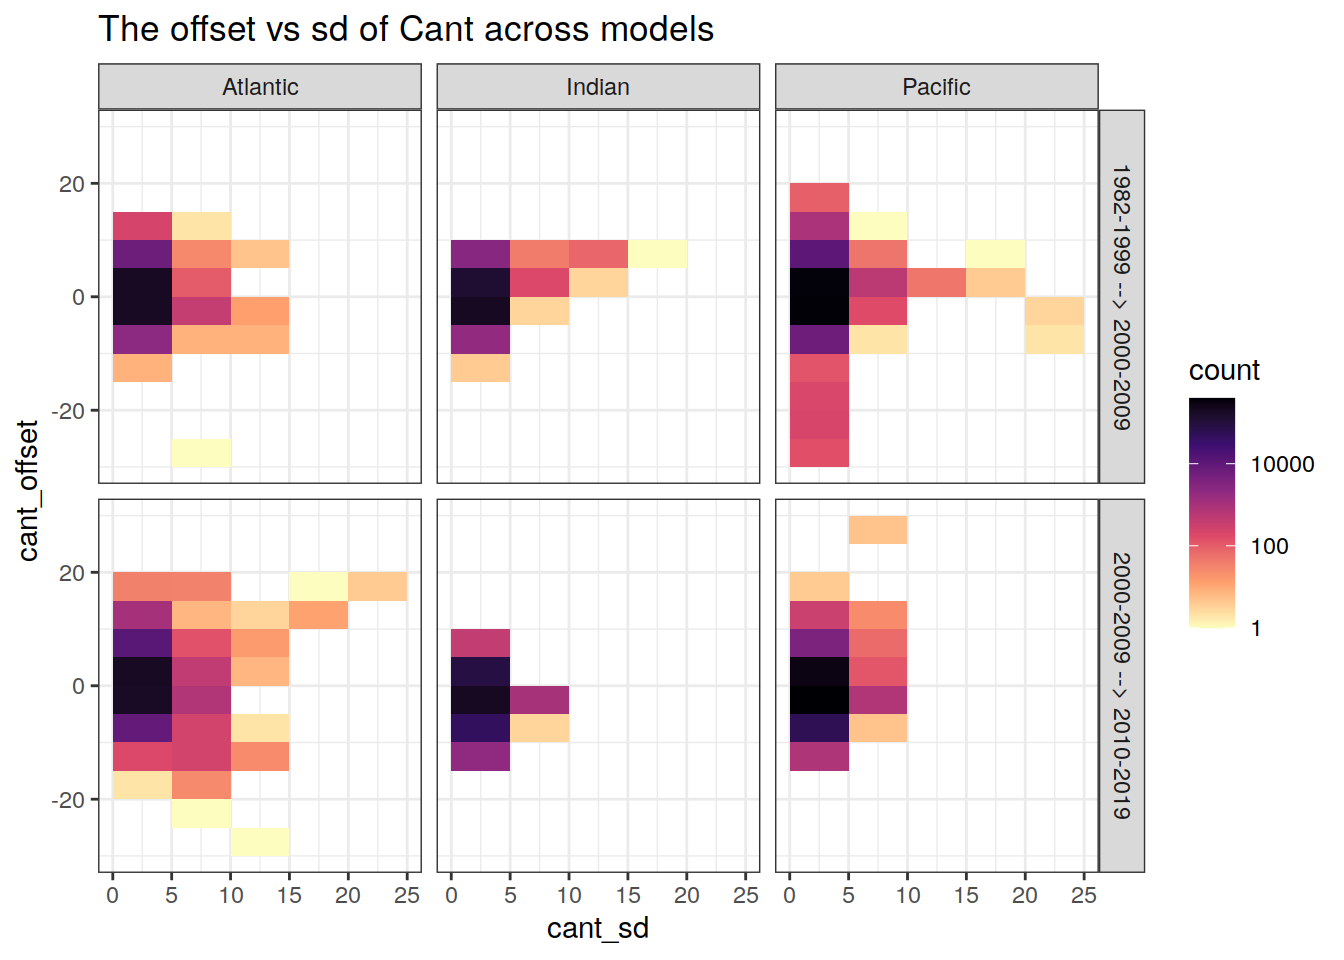 The offset vs sd of Cant across models
Atlantic
Indian
Pacific
20
0
-20
1982-1999 --> 2000-2009
20
0
-20
2000-2009 --> 2010-2019
0 5 10 15 20 25
0 5 10 15 20 25
0 5 10 15 20 25
cant_sd
cant_offset
count
10000
100
1